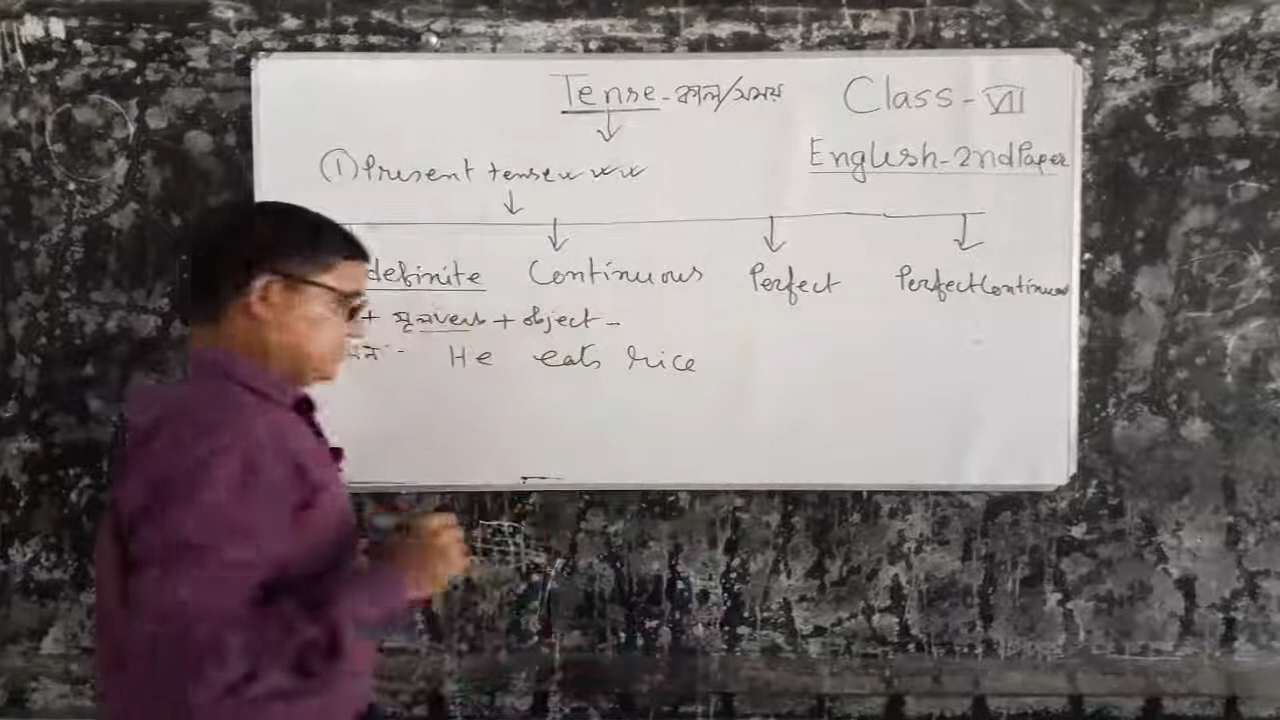 Tense - কাল/সময়
Class - VII
English - 2nd Paper
(1) Present tense
definite Continuous Perfect Perfect Continuous
+ মূল verb + object -
He eats rice